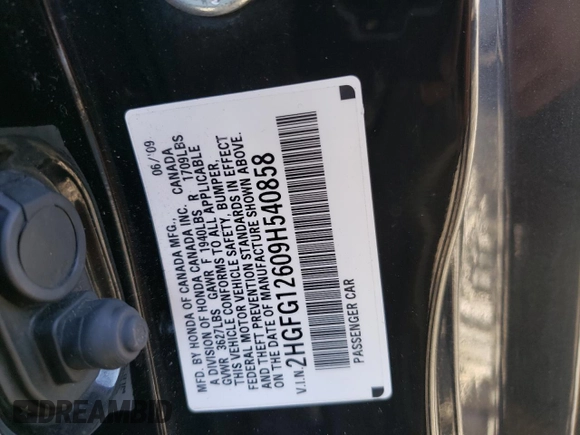 MFD. BY HONDA OF CANADA MFG. 06/'09
A DIVISION OF HONDA CANADA INC. CANADA
GVWR 3627LBS GAWR F 1940LBS R 1709LBS
THIS VEHICLE CONFORMS TO ALL APPLICABLE
FEDERAL MOTOR VEHICLE SAFETY, BUMPER,
AND THEFT PREVENTION STANDARDS IN EFFECT
ON THE DATE OF MANUFACTURE SHOWN ABOVE.
V.I.N. 2HGFG12609H540858
PASSENGER CAR
DREAMBID